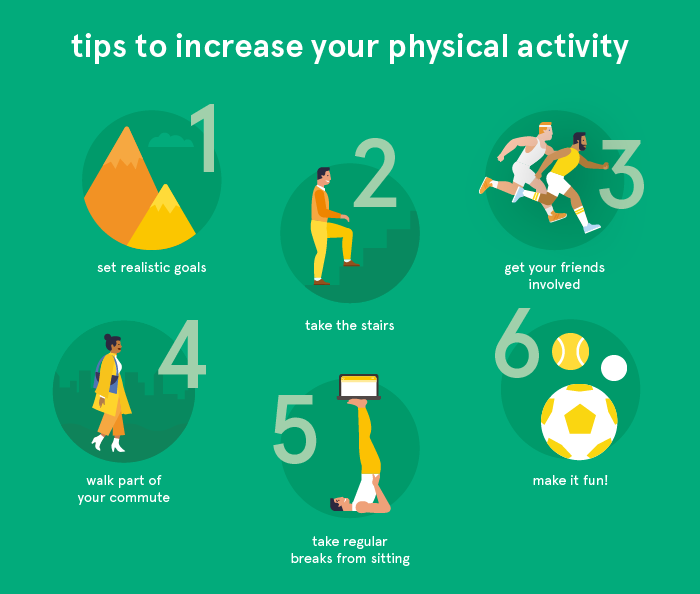 tips to increase your physical activity
1
set realistic goals
2
take the stairs
3
get your friends
involved
4
walk part of
your commute
5
take regular
breaks from sitting
6
make it fun!